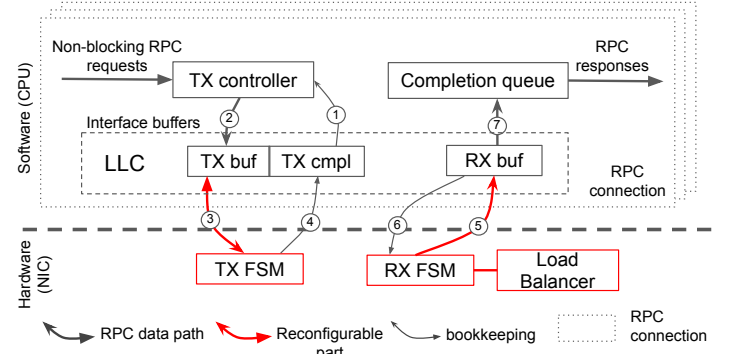 Non-blocking RPC
requests
TX controller
Completion queue
RPC
responses
Software (CPU)
2
1
7
Interface buffers
LLC
TX buf
TX cmpl
RX buf
RPC
connection
3
4
6
5
Hardware
(NIC)
TX FSM
RX FSM
Load
Balancer
RPC data path
Reconfigurable
part
bookkeeping
RPC
connection